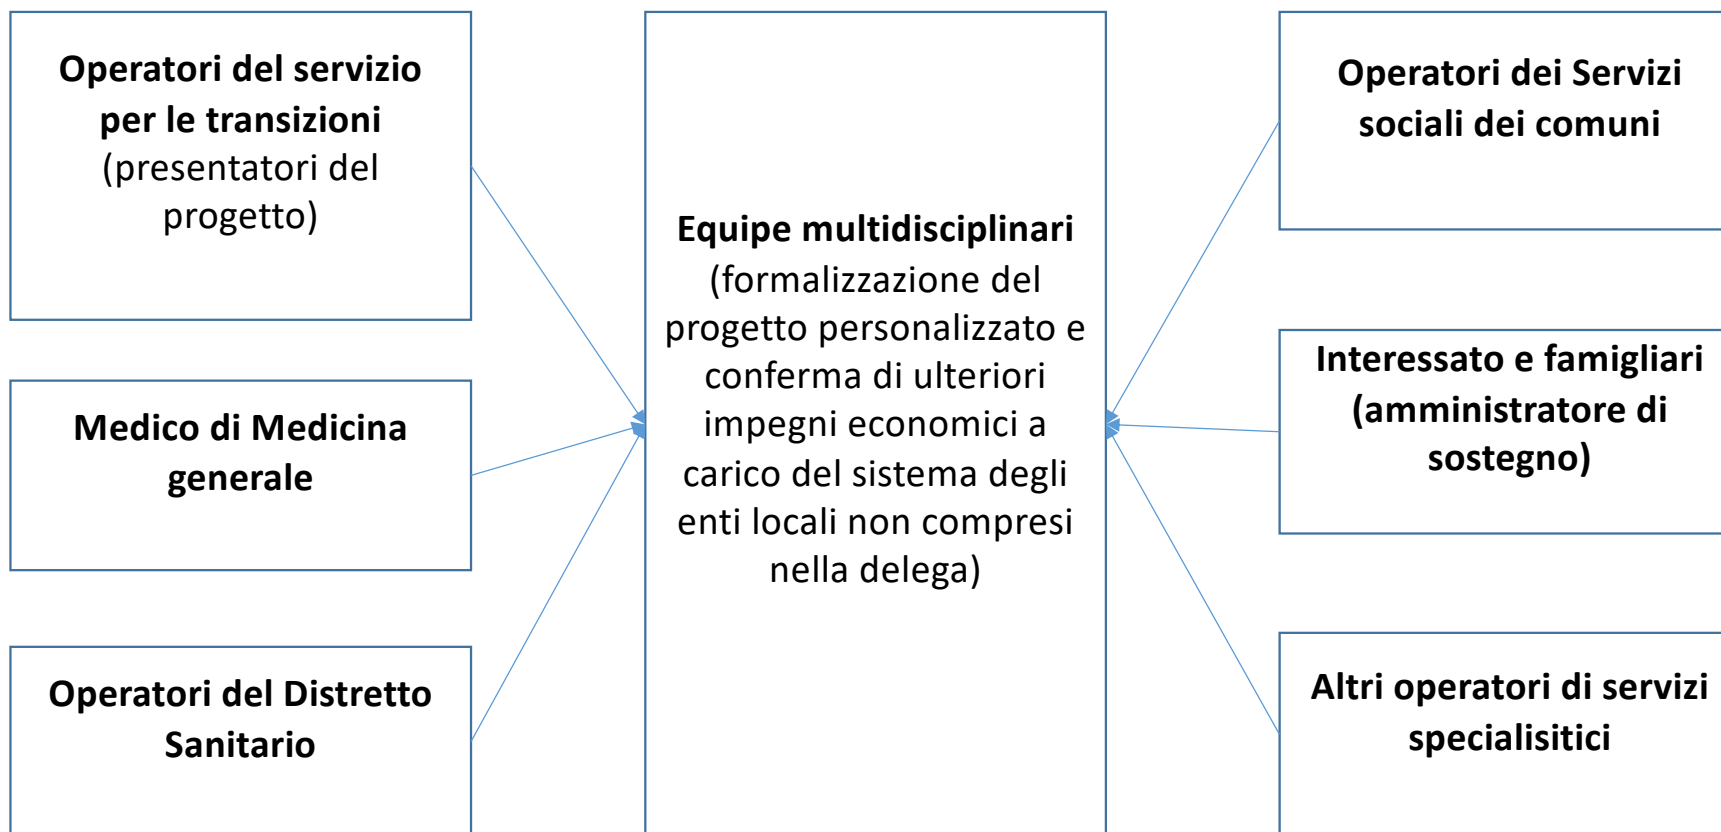 Operatori del servizio
per le transizioni
(presentatori del
progetto)
Medico di Medicina
generale
Operatori del Distretto
Sanitario
Equipe multidisciplinari
(formalizzazione del
progetto personalizzato e
conferma di ulteriori
impegni economici a
carico del sistema degli
enti locali non compresi
nella delega)
Operatori dei Servizi
sociali dei comuni
Interessato e famigliari
(amministratore di
sostegno)
Altri operatori di servizi
specialisitici